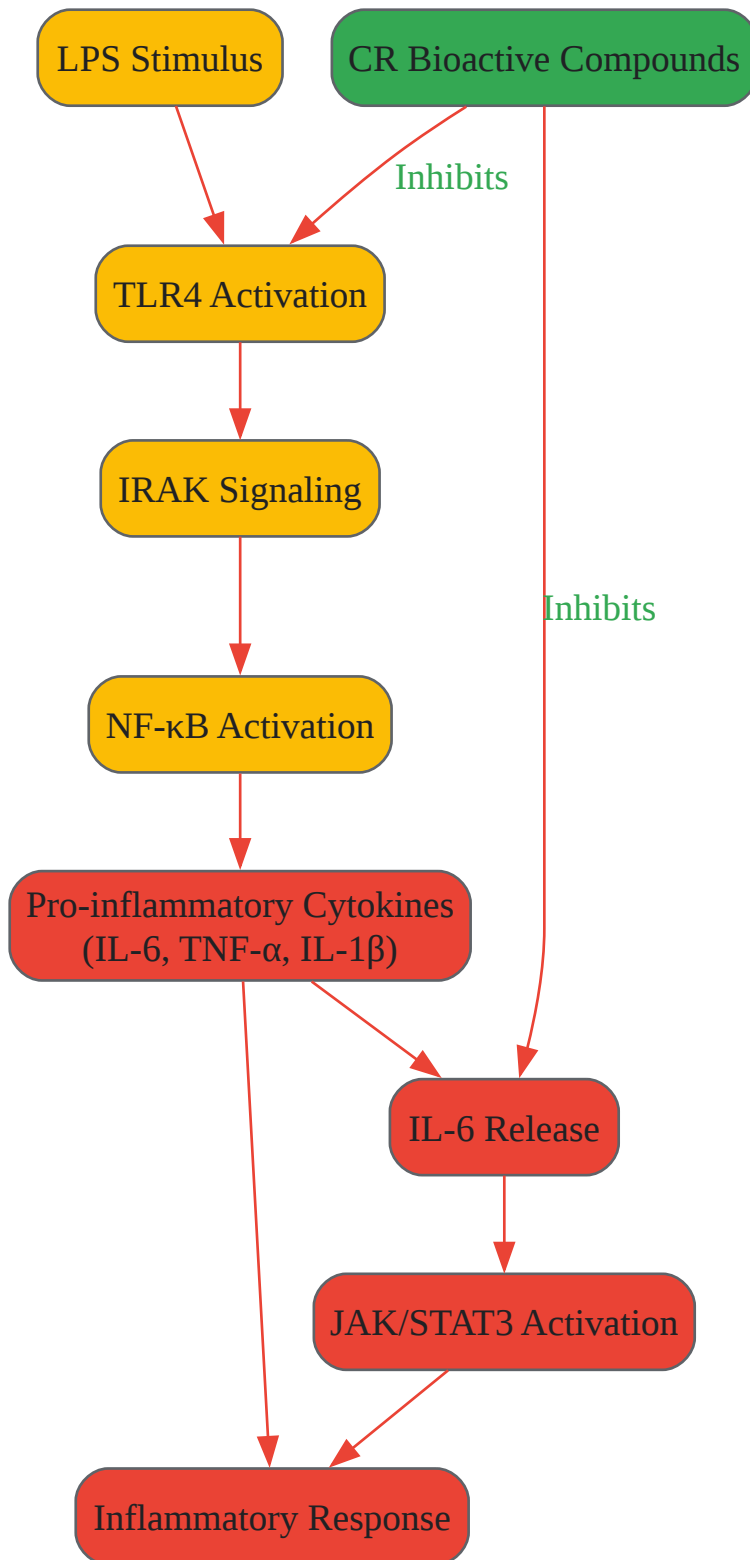 LPS Stimulus
CR Bioactive Compounds
Inhibits
TLR4 Activation
IRAK Signaling
Inhibits
NF-κB Activation
Pro-inflammatory Cytokines
(IL-6, TNF-α, IL-1β)
IL-6 Release
JAK/STAT3 Activation
Inflammatory Response